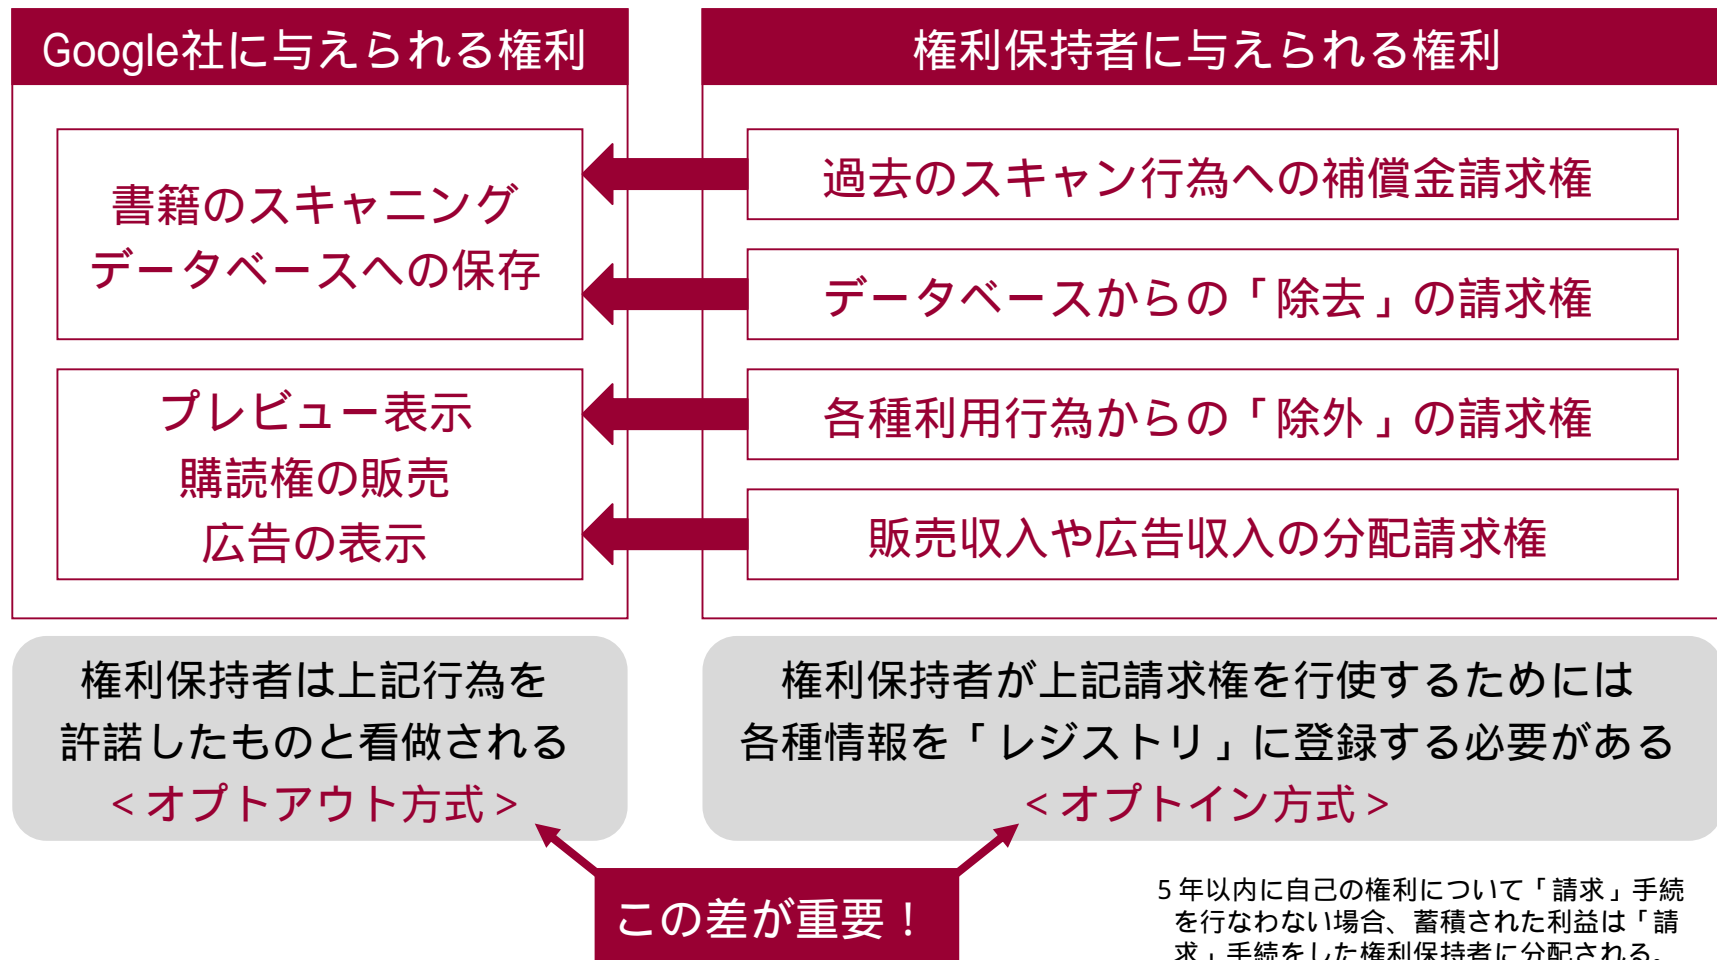 Google社に与えられる権利
書籍のスキャニング
データベースへの保存
プレビュー表示
購読権の販売
広告の表示
権利保持者は上記行為を
許諾したものと看做される
＜オプトアウト方式＞
権利保持者に与えられる権利
過去のスキャン行為への補償金請求権
データベースからの「除去」の請求権
各種利用行為からの「除外」の請求権
販売収入や広告収入の分配請求権
権利保持者が上記請求権を行使するためには
各種情報を「レジストリ」に登録する必要がある
＜オプトイン方式＞
この差が重要！
５年以内に自己の権利について「請求」手続
を行なわない場合、蓄積された利益は「請
求」手続をした権利保持者に分配される。